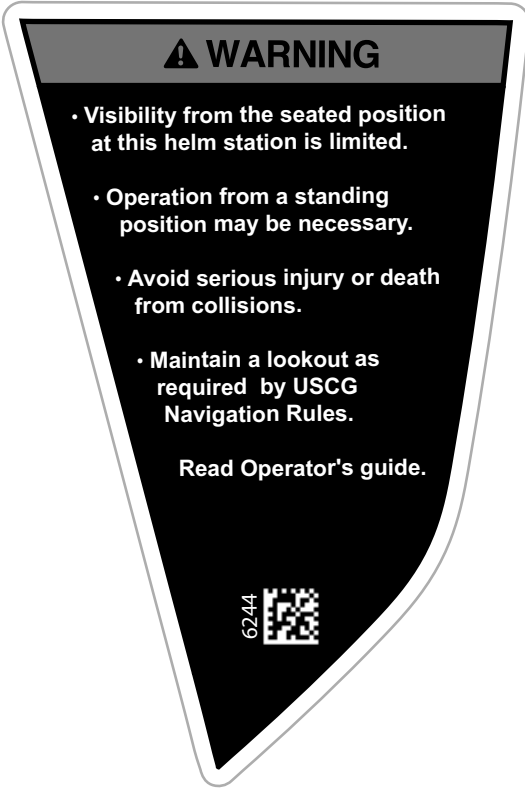 WARNING
• Visibility from the seated position
at this helm station is limited.
• Operation from a standing
position may be necessary.
• Avoid serious injury or death
from collisions.
• Maintain a lookout as
required by USCG
Navigation Rules.
Read Operator's guide.
6244